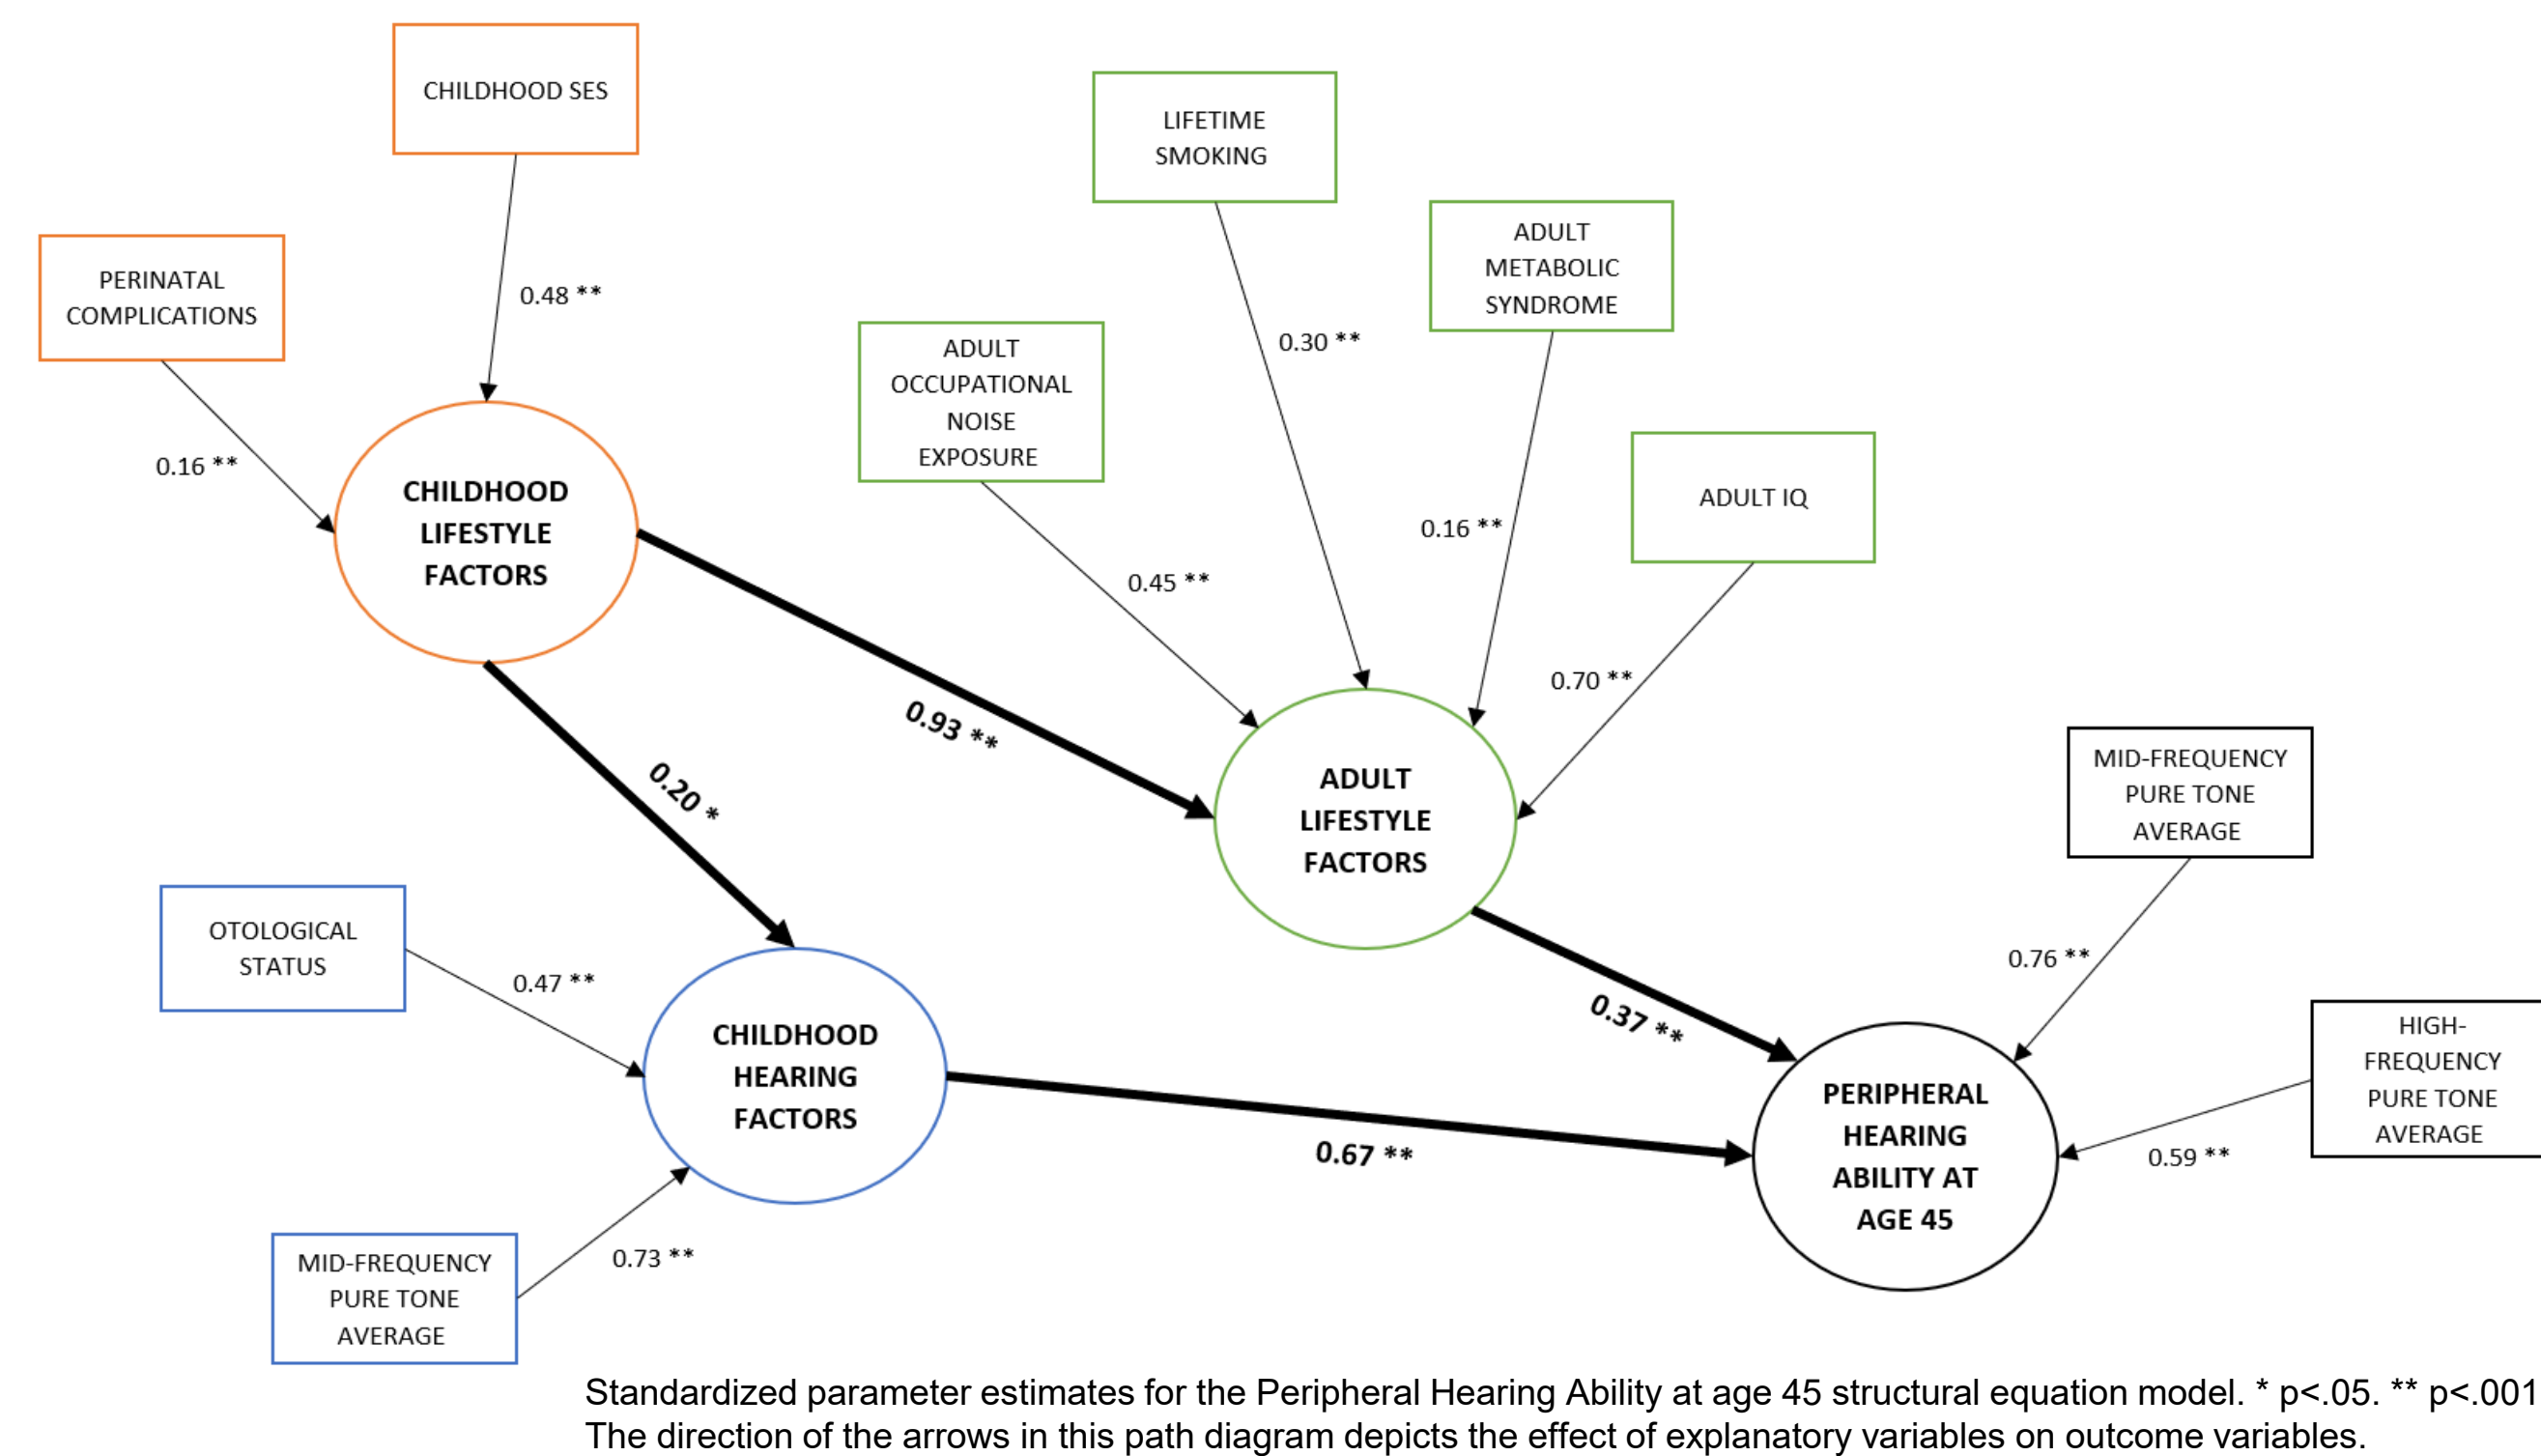 CHILDHOOD SES
LIFETIME
SMOKING
ADULT
METABOLIC
SYNDROME
PERINATAL
COMPLICATIONS
0.48 **
0.30 **
ADULT
OCCUPATIONAL
NOISE
EXPOSURE
0.16 **
CHILDHOOD
LIFESTYLE
FACTORS
0.16 **
ADULT IQ
0.45 **
0.70 **
0.93 **
0.20 *
ADULT
LIFESTYLE
FACTORS
MID-FREQUENCY
PURE TONE
AVERAGE
OTOLOGICAL
STATUS
0.47 **
0.76 **
0.37 **
CHILDHOOD
HEARING
FACTORS
HIGH-
FREQUENCY
PURE TONE
AVERAGE
0.67 **
0.59 **
PERIPHERAL
HEARING
ABILITY AT
AGE 45
MID-FREQUENCY
PURE TONE
AVERAGE
0.73 **
Standardized parameter estimates for the Peripheral Hearing Ability at age 45 structural equation model. * p<.05. ** p<.001
The direction of the arrows in this path diagram depicts the effect of explanatory variables on outcome variables.